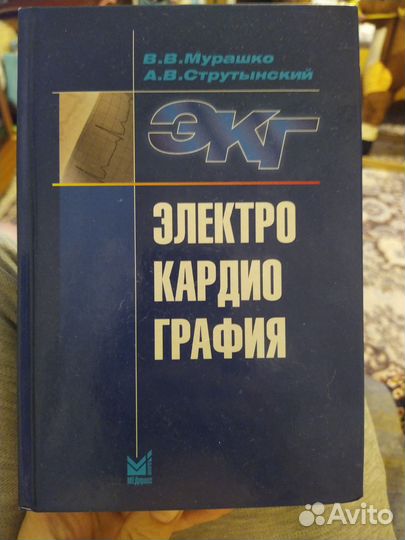 В.В.Мурашко
А.В.Струтынский
ЭКГ
ЭЛЕКТРО
КАРДИО
ГРАФИЯ
МЕДпресс
Avito